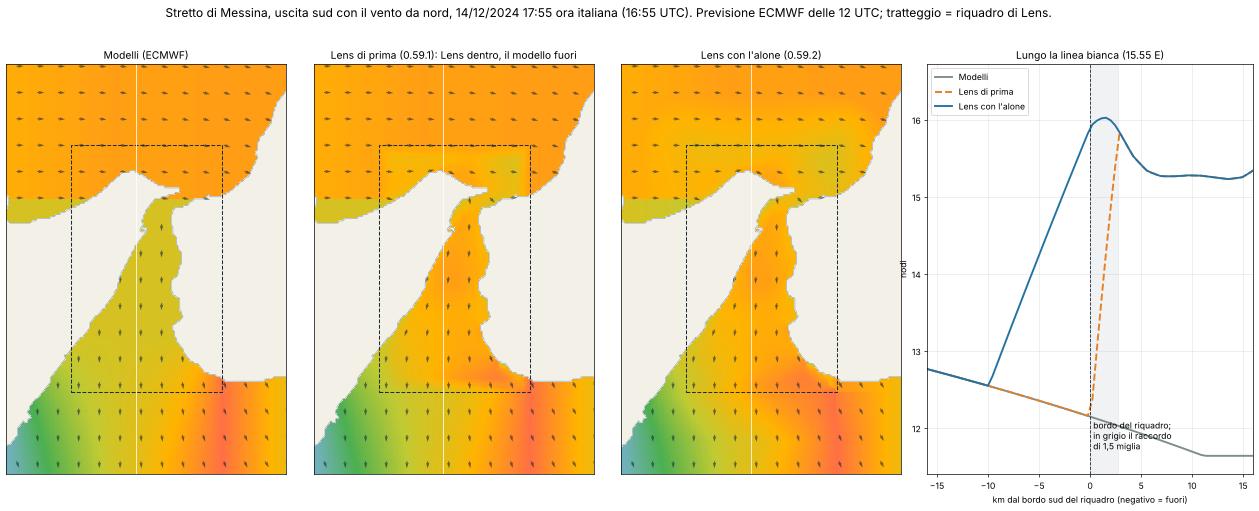 Stretto di Messina, uscita sud con il vento da nord, 14/12/2024 17:55 ora italiana (16:55 UTC). Previsione ECMWF delle 12 UTC; tratteggio = riquadro di Lens.
Modelli (ECMWF)
Lens di prima (0.59.1): Lens dentro, il modello fuori
Lens con l'alone (0.59.2)
Lungo la linea bianca (15.55 E)
Modelli
Lens di prima
Lens con l'alone
16
15
14
13
12
nodi
bordo del riquadro;
in grigio il raccordo
di 1,5 miglia
−15
−10
−5
0
5
10
15
km dal bordo sud del riquadro (negativo = fuori)